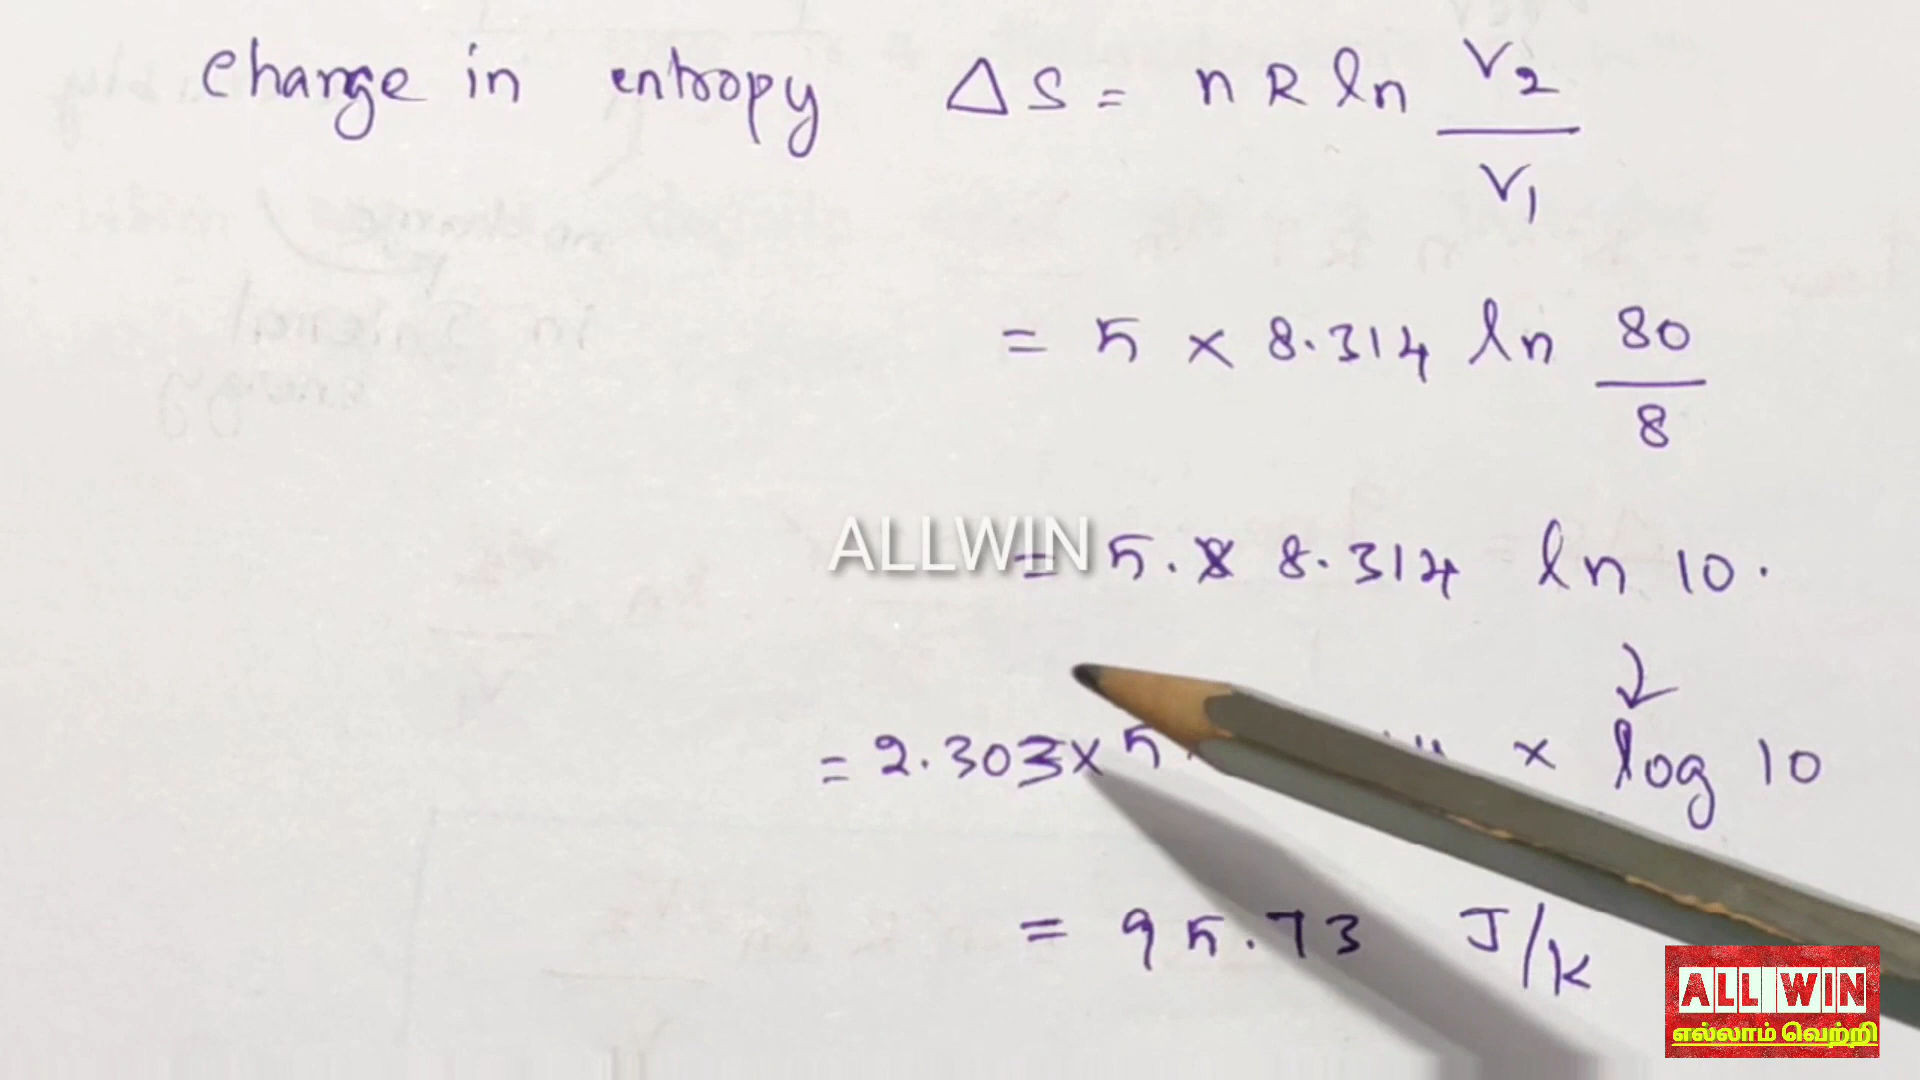 change in entropy ΔS = nR ln V2/V1
= 5 × 8.314 ln 80/8
= 5 . × 8.314 ln 10 .
ALLWIN
= 2.303 × 5 × log 10
= 95.73 J/K
ALL WIN
எல்லாம் வெற்றி